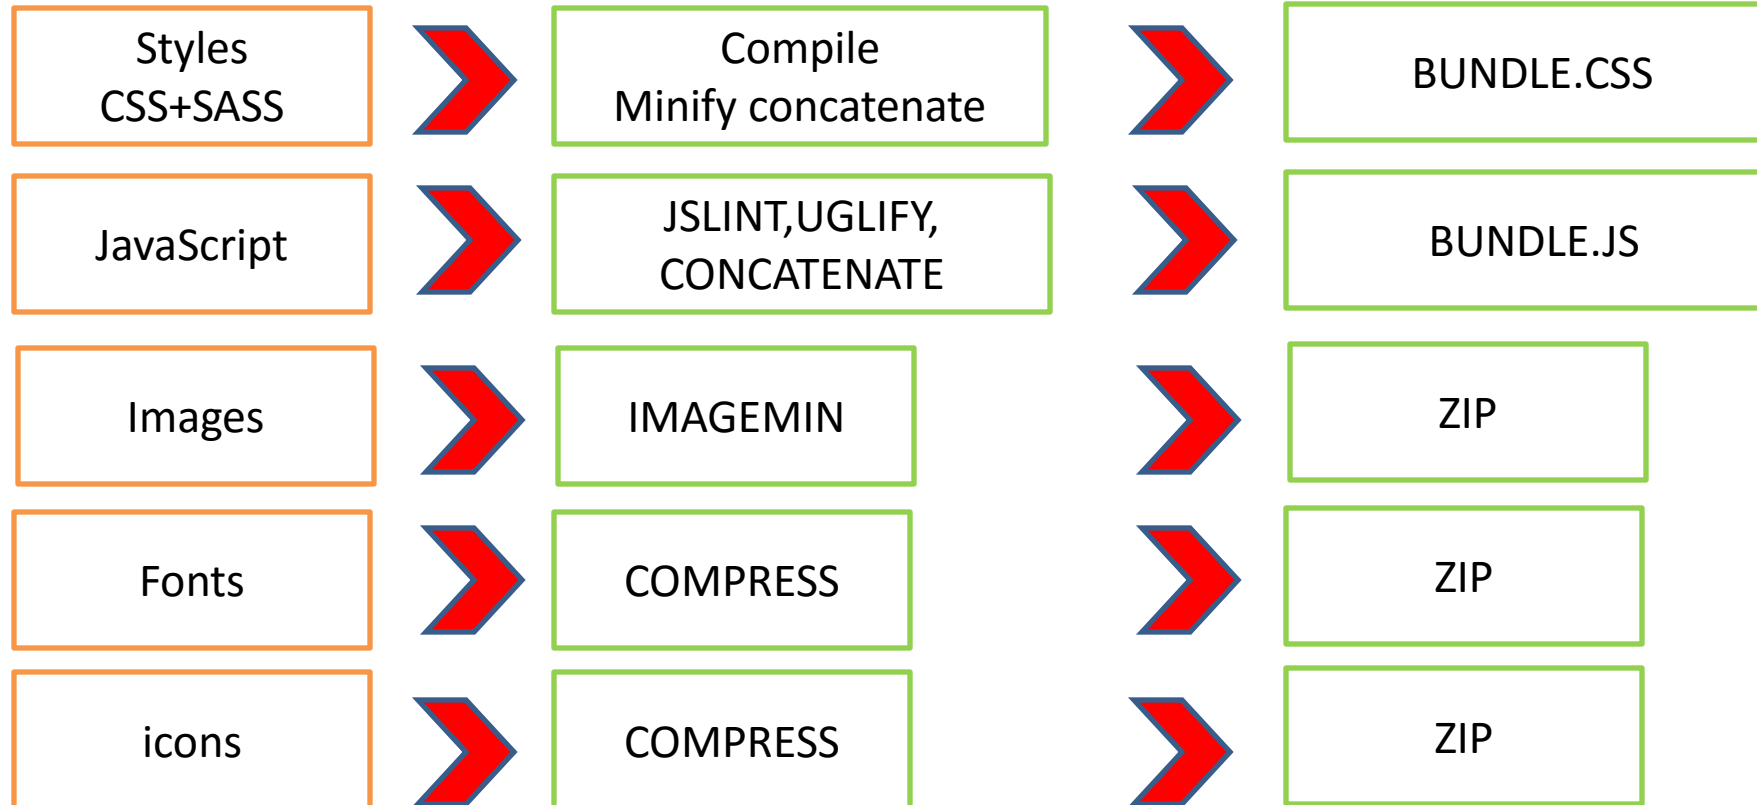 Styles
CSS+SASS
Compile
Minify concatenate
BUNDLE.CSS
JavaScript
JSLINT,UGLIFY,
CONCATENATE
BUNDLE.JS
Images
IMAGEMIN
ZIP
Fonts
COMPRESS
ZIP
icons
COMPRESS
ZIP